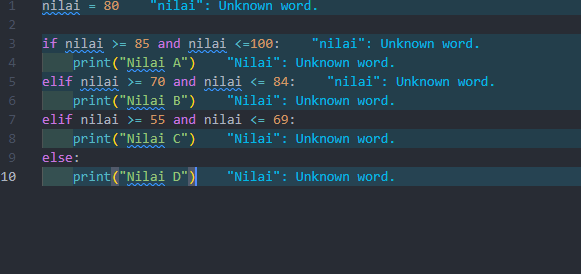 1 nilai = 80 "nilai": Unknown word.
2
3 if nilai >= 85 and nilai <=100: "nilai": Unknown word.
4 print("Nilai A") "Nilai": Unknown word.
5 elif nilai >= 70 and nilai <= 84: "nilai": Unknown word.
6 print("Nilai B") "Nilai": Unknown word.
7 elif nilai >= 55 and nilai <= 69:
8 print("Nilai C") "Nilai": Unknown word.
9 else:
10 print("Nilai D") "Nilai": Unknown word.